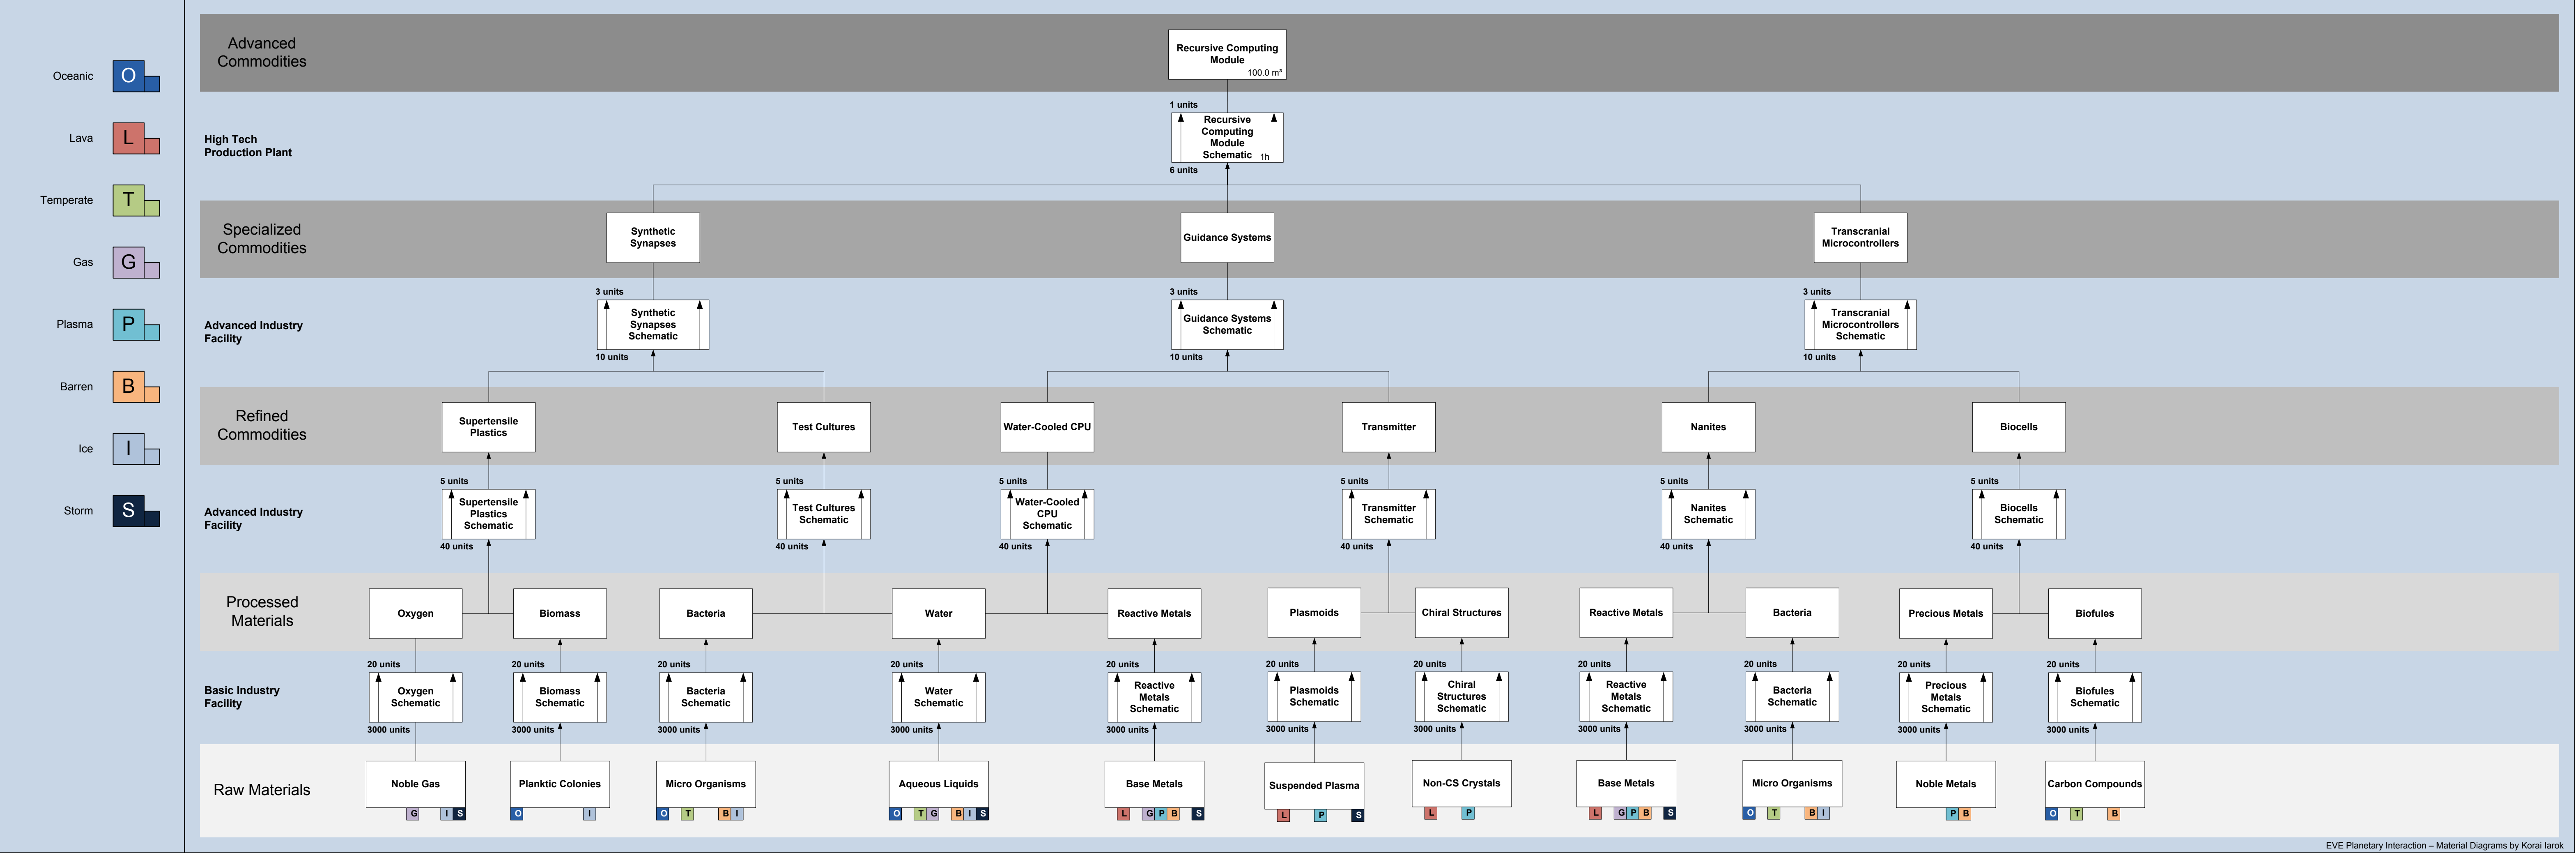 Oceanic
O
Lava
L
Temperate
T
Gas
G
Plasma
P
Barren
B
Ice
I
Storm
S
Advanced
Commodities
Recursive Computing
Module
100.0 m³
High Tech
Production Plant
1 units
Recursive
Computing
Module
Schematic
1h
6 units
Specialized
Commodities
Synthetic
Synapses
Guidance Systems
Transcranial
Microcontrollers
Advanced Industry
Facility
3 units
Synthetic
Synapses
Schematic
10 units
3 units
Guidance Systems
Schematic
10 units
3 units
Transcranial
Microcontrollers
Schematic
10 units
Refined
Commodities
Supertensile
Plastics
Test Cultures
Water-Cooled CPU
Transmitter
Nanites
Biocells
Advanced Industry
Facility
5 units
Supertensile
Plastics
Schematic
40 units
5 units
Test Cultures
Schematic
40 units
5 units
Water-Cooled
CPU
Schematic
40 units
5 units
Transmitter
Schematic
40 units
5 units
Nanites
Schematic
40 units
5 units
Biocells
Schematic
40 units
Processed
Materials
Oxygen
Biomass
Bacteria
Water
Reactive Metals
Plasmoids
Chiral Structures
Reactive Metals
Bacteria
Precious Metals
Biofules
Basic Industry
Facility
20 units
Oxygen
Schematic
3000 units
20 units
Biomass
Schematic
3000 units
20 units
Bacteria
Schematic
3000 units
20 units
Water
Schematic
3000 units
20 units
Reactive
Metals
Schematic
3000 units
20 units
Plasmoids
Schematic
3000 units
20 units
Chiral
Structures
Schematic
3000 units
20 units
Reactive
Metals
Schematic
3000 units
20 units
Bacteria
Schematic
3000 units
20 units
Precious
Metals
Schematic
3000 units
20 units
Biofules
Schematic
3000 units
Raw Materials
Noble Gas
G I S
Planktic Colonies
O I
Micro Organisms
O T B I
Aqueous Liquids
O T G B I S
Base Metals
L G P B S
Suspended Plasma
L P S
Non-CS Crystals
L P
Base Metals
L G P B S
Micro Organisms
O T B I
Noble Metals
P B
Carbon Compounds
O T B
EVE Planetary Interaction – Material Diagrams by Korai Iarok